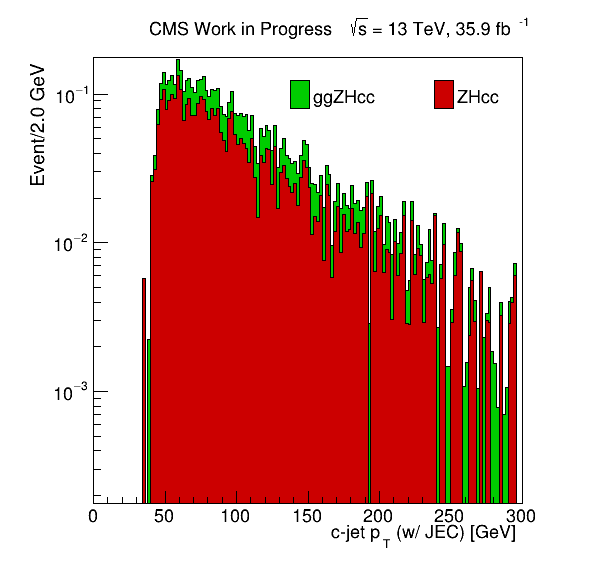 CMS Work in Progress √s = 13 TeV, 35.9 fb⁻¹
Event/2.0 GeV
ggZHcc ZHcc
10⁻¹
10⁻²
10⁻³
0 50 100 150 200 250 300
c-jet p_T (w/ JEC) [GeV]